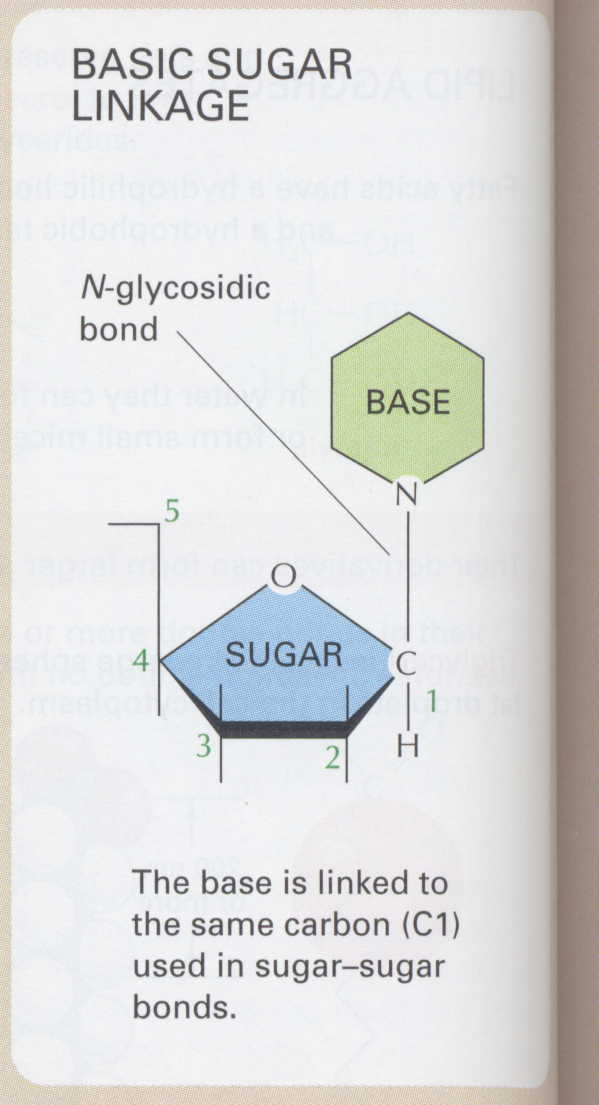 BASIC SUGAR
LINKAGE
N-glycosidic
bond
BASE
N
5
O
4
SUGAR
C
1
3
2
H
The base is linked to
the same carbon (C1)
used in sugar–sugar
bonds.